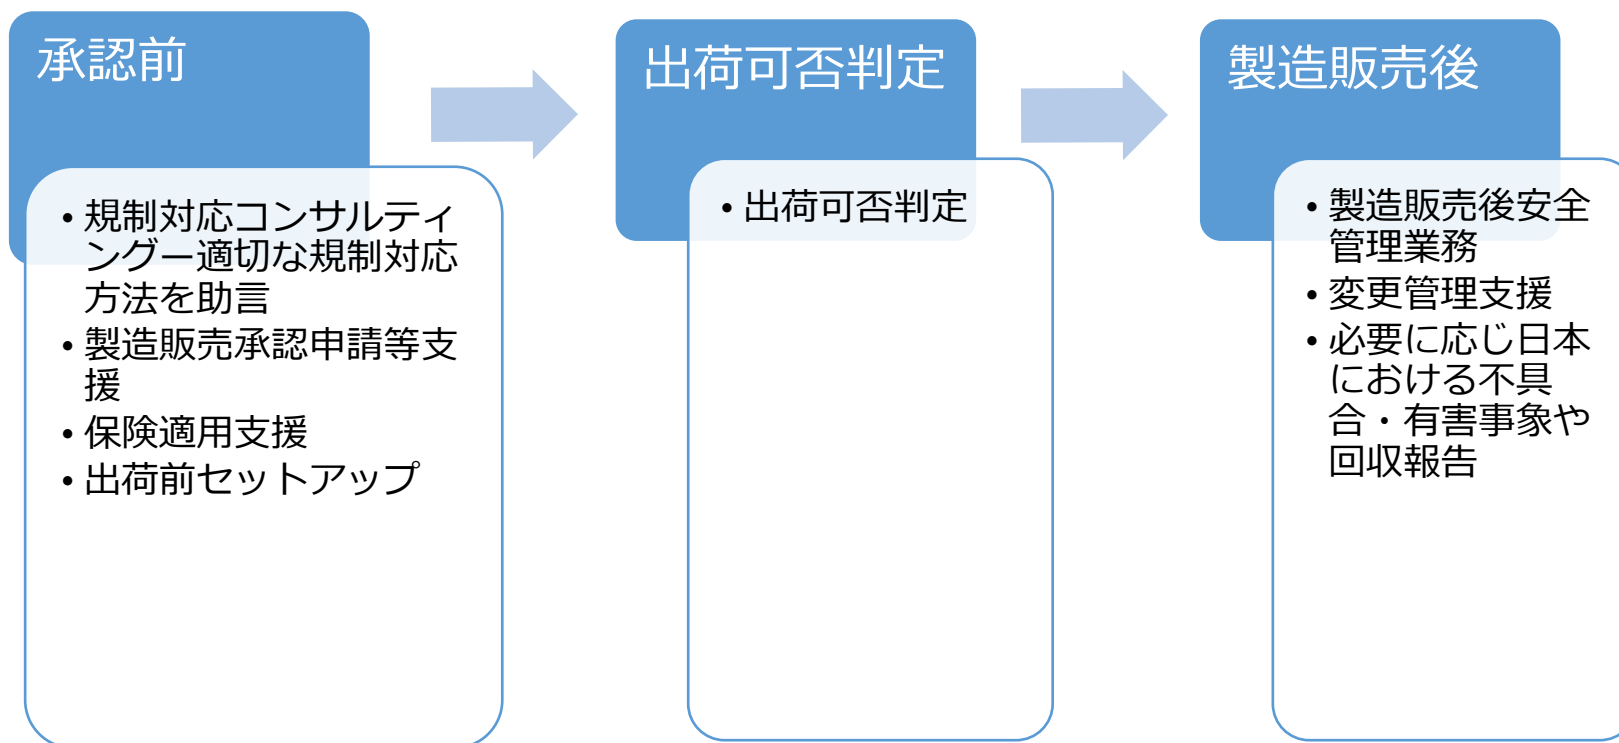 承認前
• 規制対応コンサルティ
ングー適切な規制対応
方法を助言
• 製造販売承認申請等支
援
• 保険適用支援
• 出荷前セットアップ
出荷可否判定
• 出荷可否判定
製造販売後
• 製造販売後安全
管理業務
• 変更管理支援
• 必要に応じ日本
における不具
合・有害事象や
回収報告